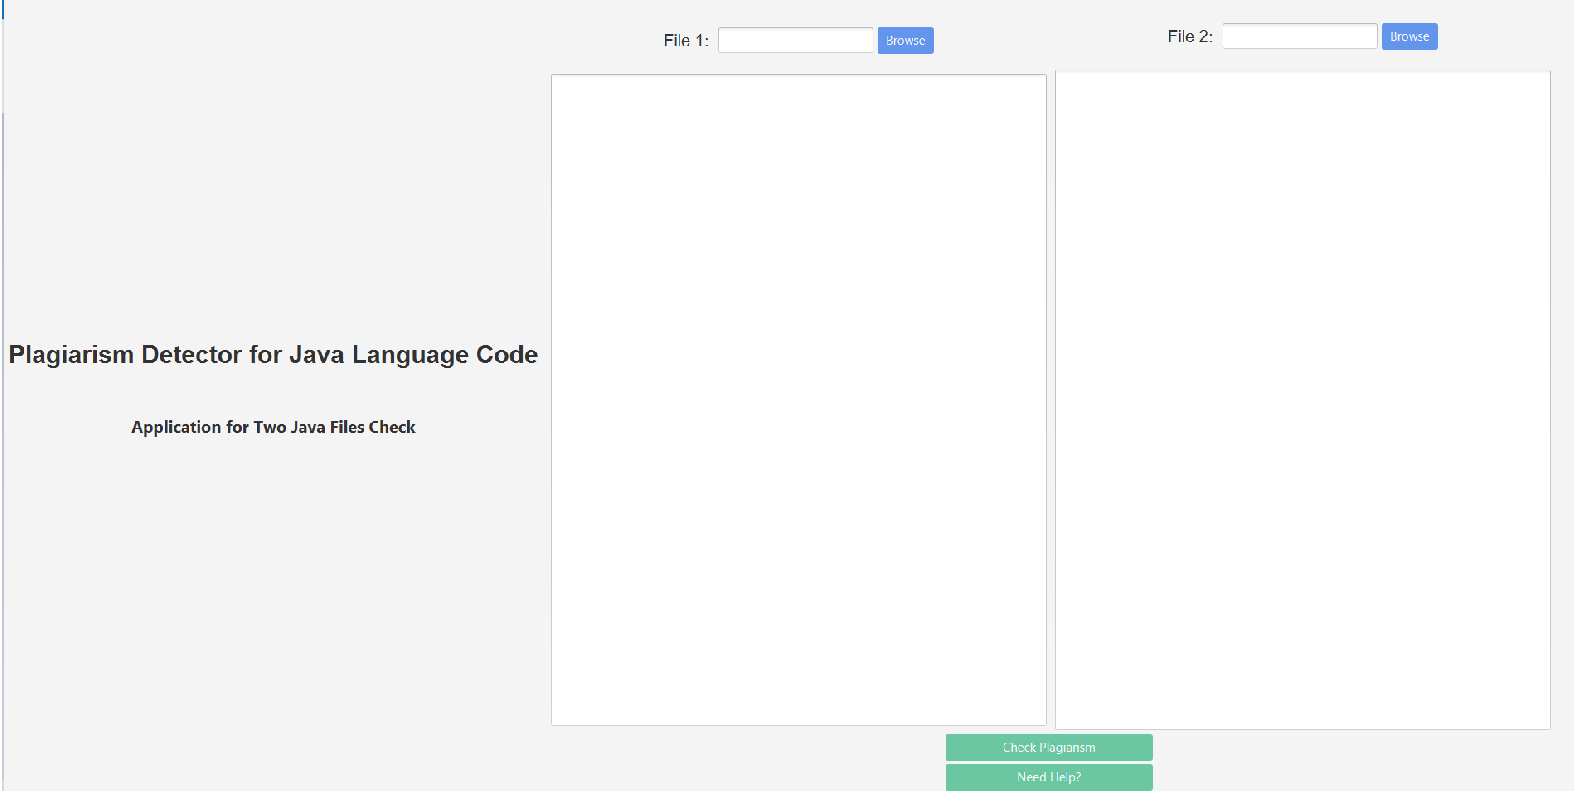 File 1:
Browse
File 2:
Browse
Plagiarism Detector for Java Language Code
Application for Two Java Files Check
Check Plagiarism
Need Help?